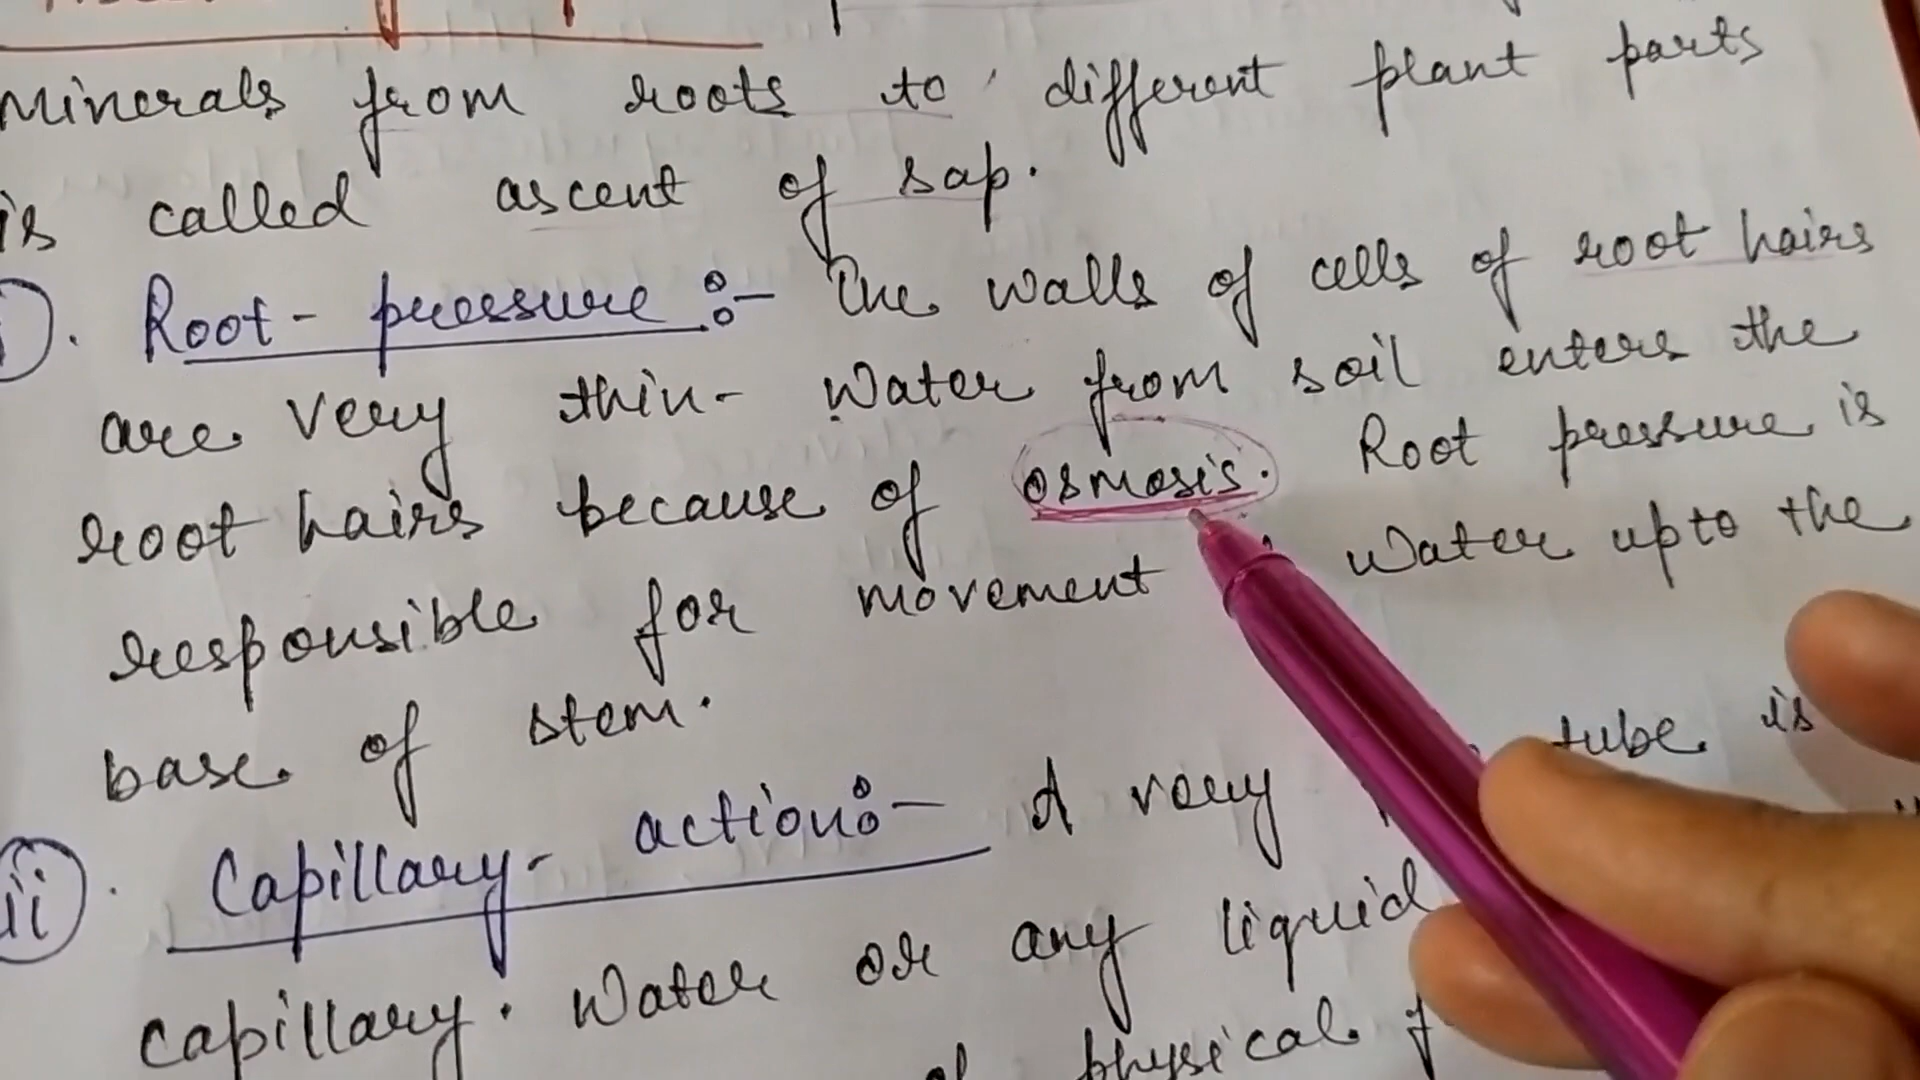 Minerals from roots to different plant parts
is called ascent of sap.
Root-pressure :- The walls of cells of root hairs
are very thin- Water from soil enters the
root hairs because of osmosis. Root pressure is
responsible for movement water upto the
base of stem.
ii. Capillary-action:- A very tube is
capillary. Water or any liquid
of physical